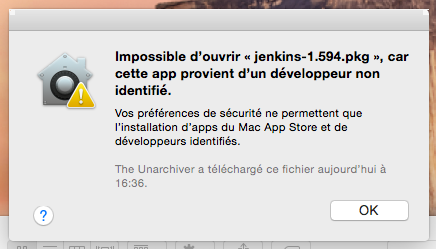 Impossible d’ouvrir « jenkins-1.594.pkg », car
cette app provient d’un développeur non
identifié.
Vos préférences de sécurité ne permettent que
l’installation d’apps du Mac App Store et de
développeurs identifiés.
The Unarchiver a téléchargé ce fichier aujourd’hui à
16:36.
?
OK